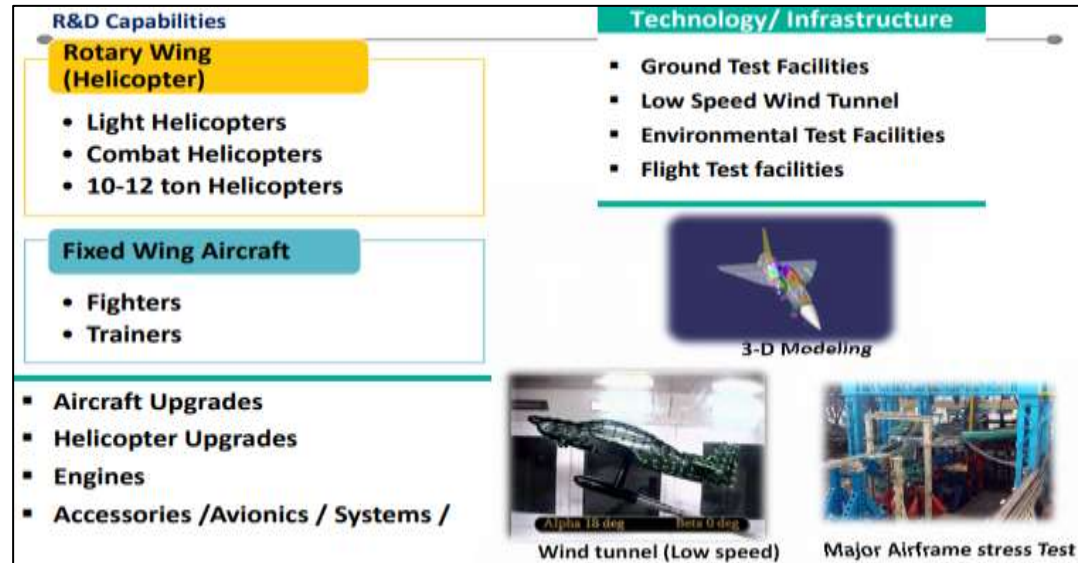 R&D Capabilities
Rotary Wing
(Helicopter)
• Light Helicopters
• Combat Helicopters
• 10-12 ton Helicopters
Fixed Wing Aircraft
• Fighters
• Trainers
▪ Aircraft Upgrades
▪ Helicopter Upgrades
▪ Engines
▪ Accessories /Avionics / Systems /
Technology/ Infrastructure
▪ Ground Test Facilities
▪ Low Speed Wind Tunnel
▪ Environmental Test Facilities
▪ Flight Test facilities
3-D Modeling
Alpha 18 deg Beta 0 deg
Wind tunnel (Low speed)
Major Airframe stress Test